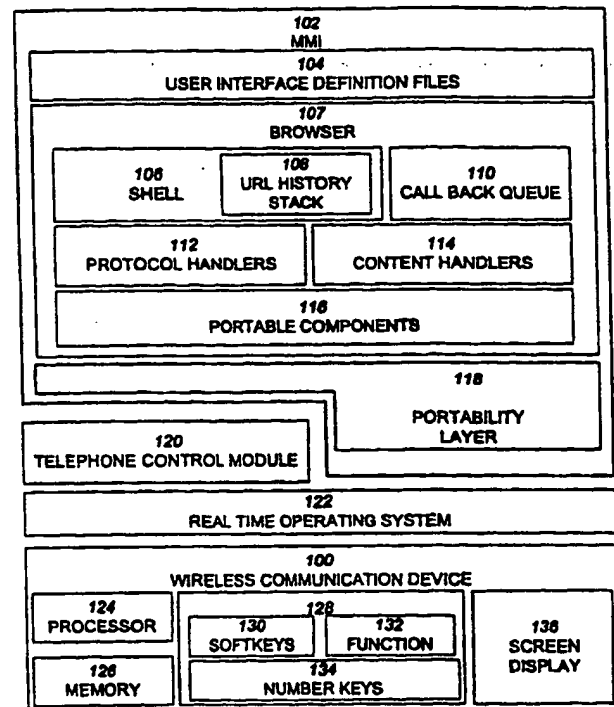 102
MMI
104
USER INTERFACE DEFINITION FILES
107
BROWSER
106
SHELL
108
URL HISTORY
STACK
110
CALL BACK QUEUE
112
PROTOCOL HANDLERS
114
CONTENT HANDLERS
116
PORTABLE COMPONENTS
118
PORTABILITY
LAYER
120
TELEPHONE CONTROL MODULE
122
REAL TIME OPERATING SYSTEM
100
WIRELESS COMMUNICATION DEVICE
124
PROCESSOR
126
MEMORY
128
130
SOFTKEYS
132
FUNCTION
134
NUMBER KEYS
136
SCREEN
DISPLAY